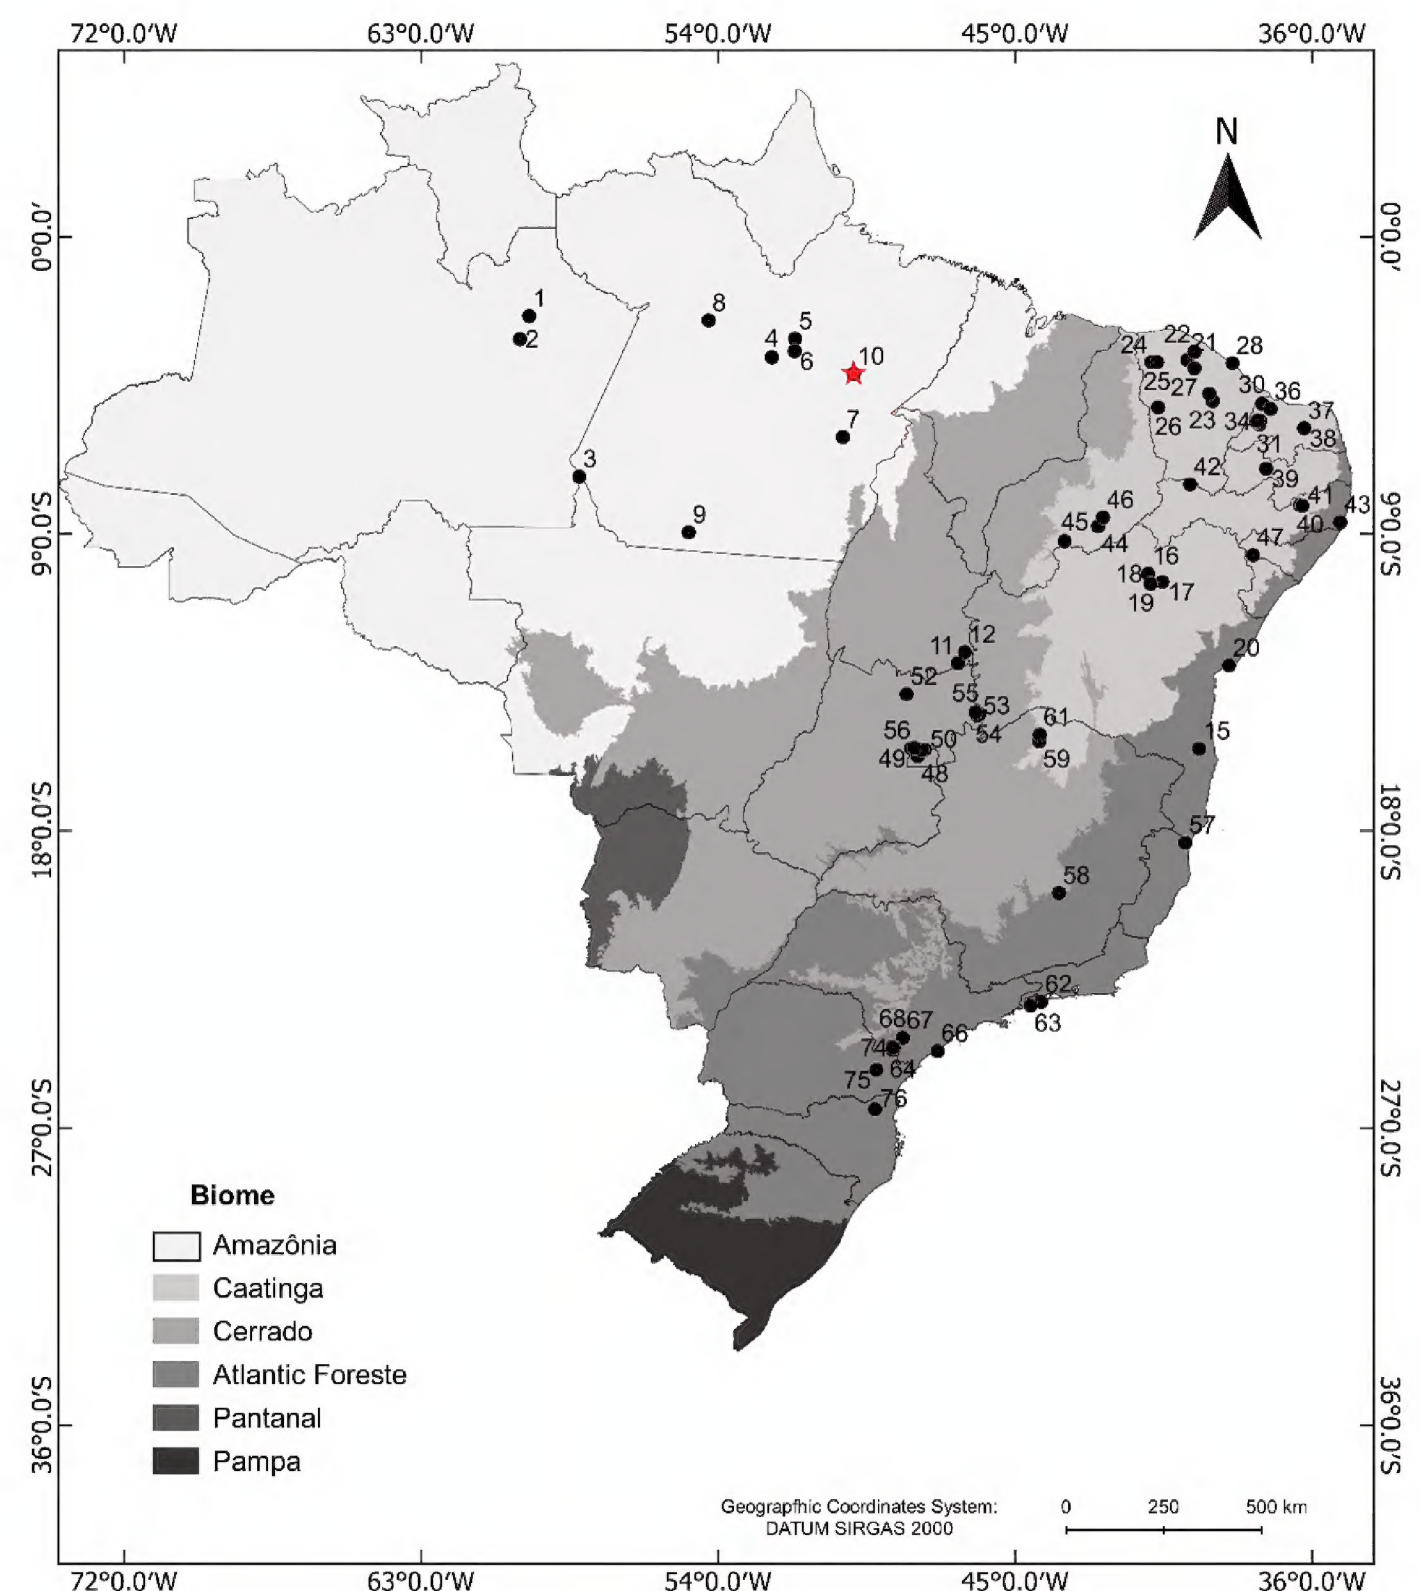 72°0.0′W 63°0.0′W 54°0.0′W 45°0.0′W 36°0.0′W
N
0°0.0′ 0°0.0′
1
2
8
5
4
6
10
7
3
9
24 22 21 28
25 27 30 36
26 23 34 37
31 38
42 39
46 41 43
45 40
44 47
16
18
19 17
12
11 20
9°0.0′S 9°0.0′S
52
55 53
54
61
56 50
49 59 15
48
57
18°0.0′S 18°0.0′S
58
62
63
68 67
66
74
64
75
76
27°0.0′S 27°0.0′S
Biome
Amazônia
Caatinga
Cerrado
Atlantic Foreste
Pantanal
Pampa
36°0.0′S 36°0.0′S
Geograpfhic Coordinates System:
DATUM SIRGAS 2000
0 250 500 km
72°0.0′W 63°0.0′W 54°0.0′W 45°0.0′W 36°0.0′W